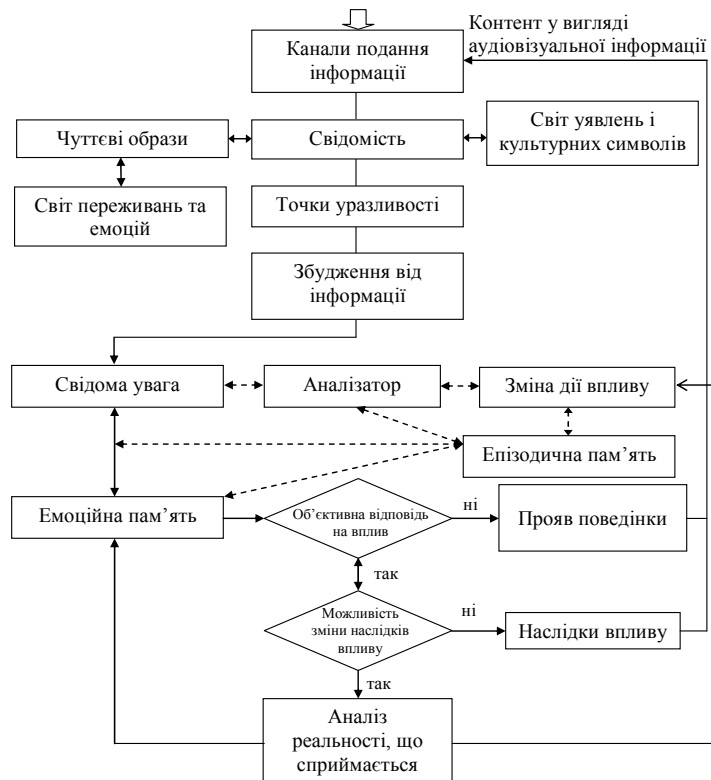 Контент у вигляді
аудіовізуальної інформації
Канали подання
інформації
Чуттєві образи
Свідомість
Світ уявлень і
культурних символів
Світ переживань та
емоцій
Точки уразливості
Збудження від
інформації
Свідома увага
Аналізатор
Зміна дії впливу
Епізодична пам’ять
Емоційна пам’ять
Об’єктивна відповідь
на вплив
ні
Прояв поведінки
так
Можливість
зміни наслідків
впливу
ні
Наслідки впливу
так
Аналіз
реальності, що
сприймається